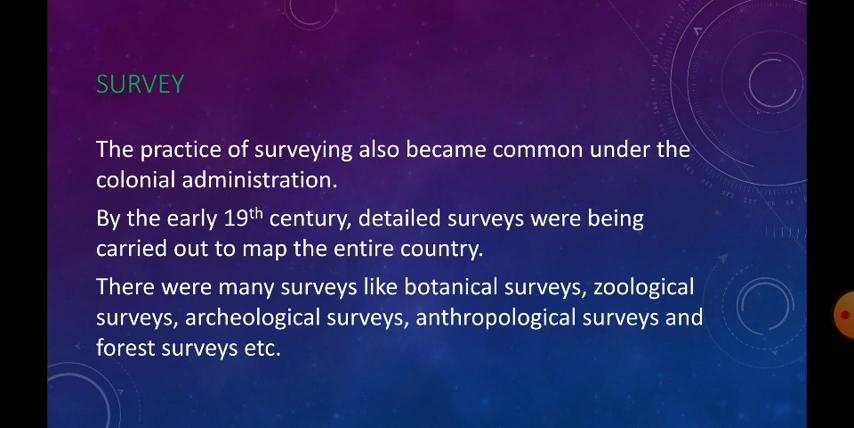 SURVEY
The practice of surveying also became common under the
colonial administration.
By the early 19th century, detailed surveys were being
carried out to map the entire country.
There were many surveys like botanical surveys, zoological
surveys, archeological surveys, anthropological surveys and
forest surveys etc.